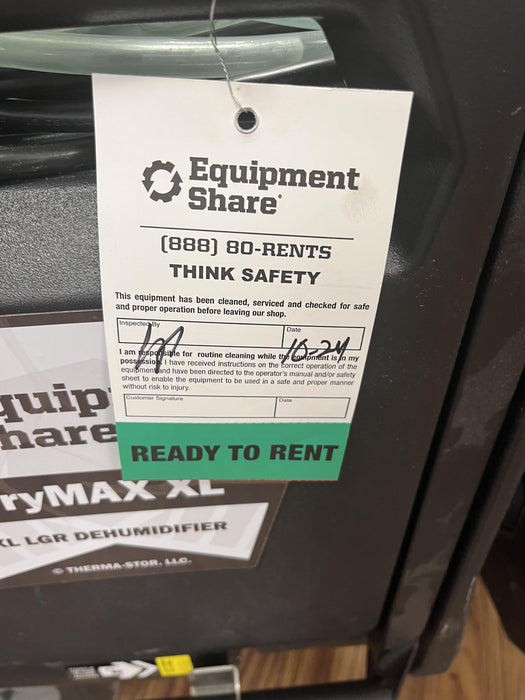 Equipment
Share
(888) 80-RENTS
THINK SAFETY
This equipment has been cleaned, serviced and checked for safe
and proper operation before leaving our shop.
Inspected By
Date
10-24
I am responsible for routine cleaning while the equipment is in my
possession. I have received instructions on the correct operation of the
equipment and have been directed to the operator's manual and/or safety
sheet to enable the equipment to be used in a safe and proper manner
without risk to injury.
Customer Signature
Date
READY TO RENT
quip
hare
ryMAX XL
XL LGR DEHUMIDIFIER
© THERMA-STOR, LLC.